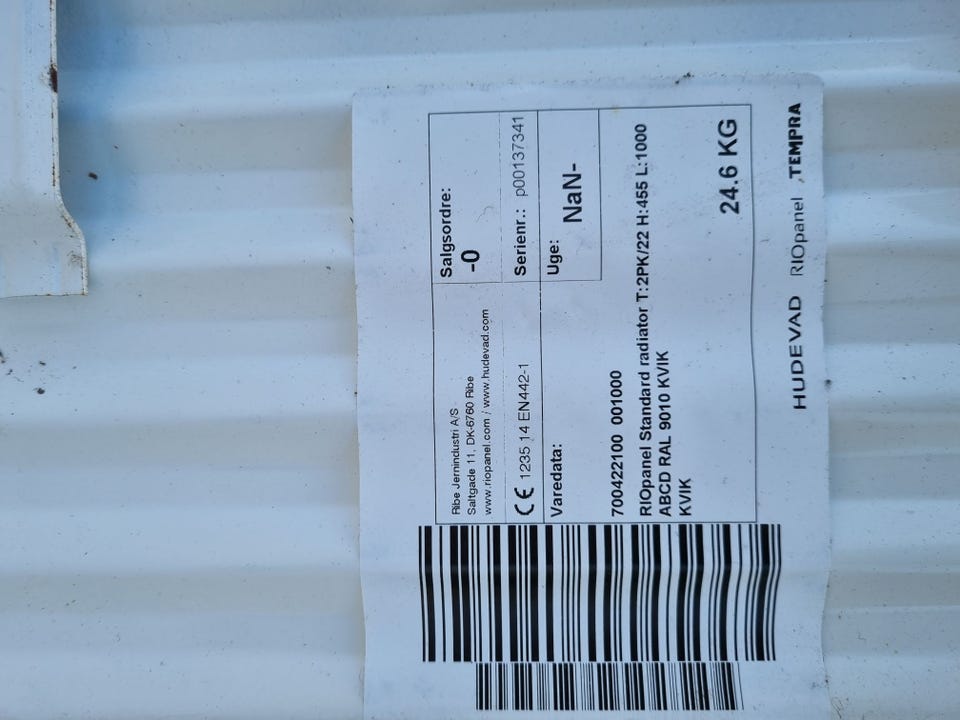 Ribe Jernindustri A/S
Saltgade 11, DK-6760 Ribe
www.riopanel.com / www.hudevad.com
Salgsordre:
-0
CE 1235 14 EN442-1
Serienr.: p00137341
Varedata:
Uge:
NaN-
700422100 001000
RIOpanel Standard radiator T:2PK/22 H:455 L:1000
ABCD RAL 9010 KVIK
KVIK
24.6 KG
HUDEVAD RIOpanel TEMPRA